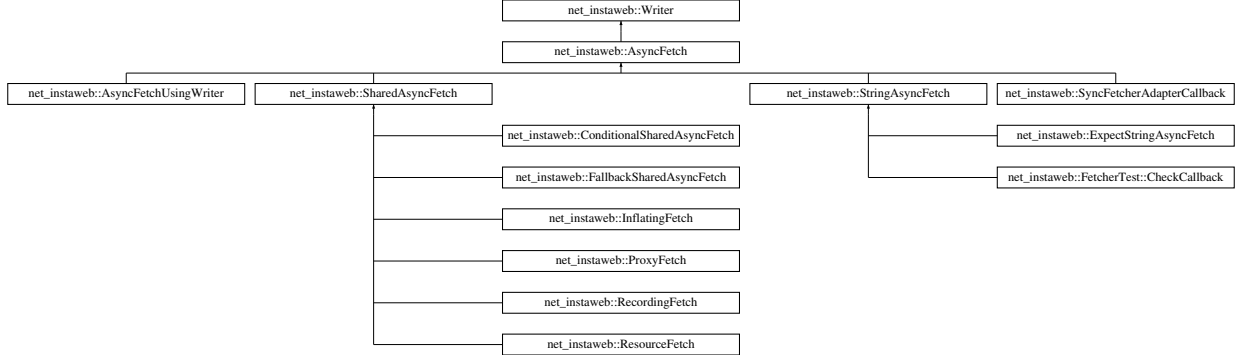 net_instaweb::Writer
net_instaweb::AsyncFetch
net_instaweb::AsyncFetchUsingWriter
net_instaweb::SharedAsyncFetch
net_instaweb::StringAsyncFetch
net_instaweb::SyncFetcherAdapterCallback
net_instaweb::ConditionalSharedAsyncFetch
net_instaweb::ExpectStringAsyncFetch
net_instaweb::FallbackSharedAsyncFetch
net_instaweb::FetcherTest::CheckCallback
net_instaweb::InflatingFetch
net_instaweb::ProxyFetch
net_instaweb::RecordingFetch
net_instaweb::ResourceFetch